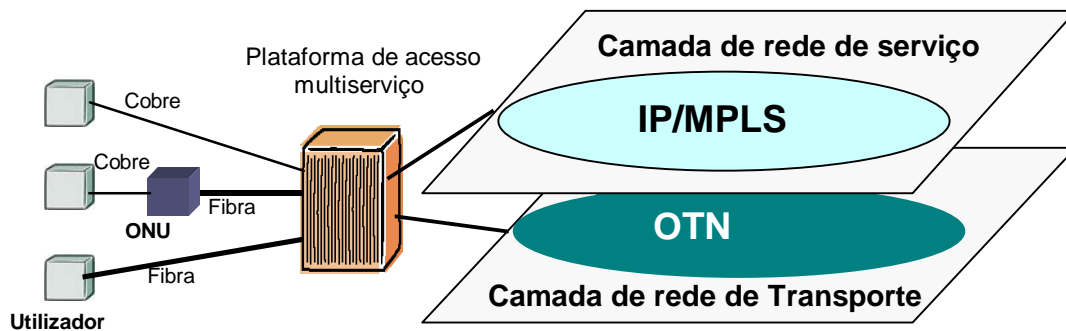 Plataforma de acesso
multiserviço
Camada de rede de serviço
IP/MPLS
Cobre
Cobre
Fibra
ONU
Fibra
Utilizador
OTN
Camada de rede de Transporte